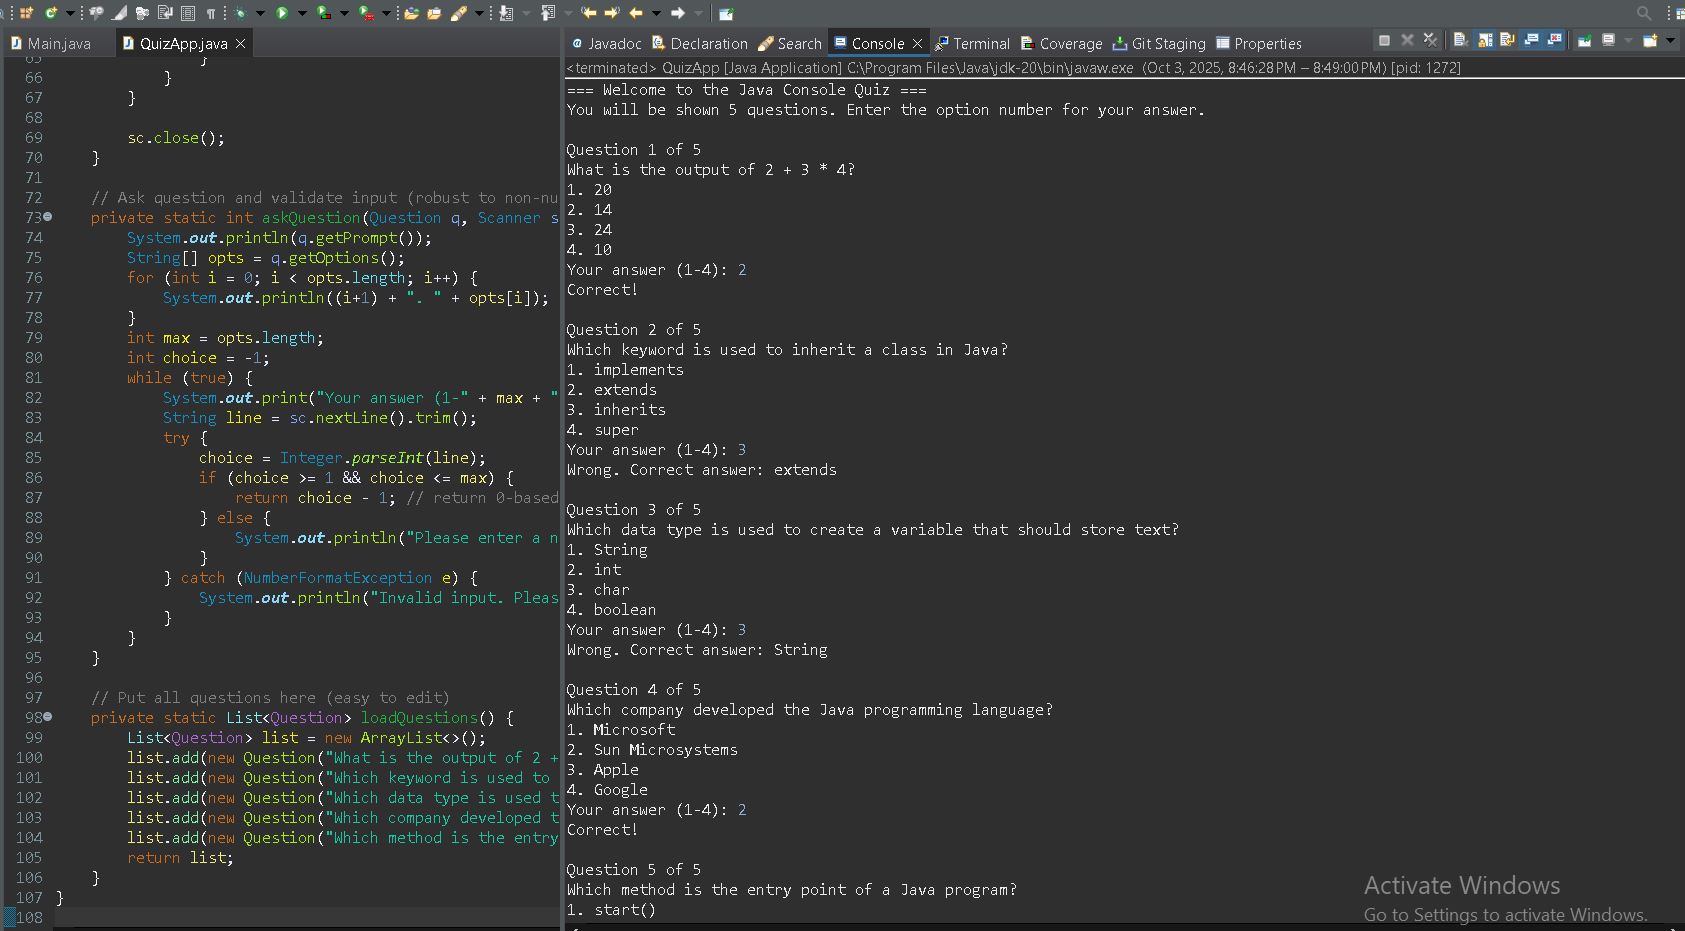 Main.java
QuizApp.java
66 }
67 }
68
69 sc.close();
70 }
71
72 // Ask question and validate input (robust to non-nu
73 private static int askQuestion(Question q, Scanner s
74 System.out.println(q.getPrompt());
75 String[] opts = q.getOptions();
76 for (int i = 0; i < opts.length; i++) {
77 System.out.println((i+1) + ". " + opts[i]);
78 }
79 int max = opts.length;
80 int choice = -1;
81 while (true) {
82 System.out.print("Your answer (1-" + max + "
83 String line = sc.nextLine().trim();
84 try {
85 choice = Integer.parseInt(line);
86 if (choice >= 1 && choice <= max) {
87 return choice - 1; // return 0-based
88 } else {
89 System.out.println("Please enter a n
90 }
91 } catch (NumberFormatException e) {
92 System.out.println("Invalid input. Pleas
93 }
94 }
95 }
96
97 // Put all questions here (easy to edit)
98 private static List<Question> loadQuestions() {
99 List<Question> list = new ArrayList<>();
100 list.add(new Question("What is the output of 2 +
101 list.add(new Question("Which keyword is used to
102 list.add(new Question("Which data type is used t
103 list.add(new Question("Which company developed t
104 list.add(new Question("Which method is the entry
105 return list;
106 }
107 }
108
Javadoc Declaration Search Console Terminal Coverage Git Staging Properties
<terminated> QuizApp [Java Application] C:\Program Files\Java\jdk-20\bin\javaw.exe (Oct 3, 2025, 8:46:28 PM – 8:49:00 PM) [pid: 1272]
=== Welcome to the Java Console Quiz ===
You will be shown 5 questions. Enter the option number for your answer.
Question 1 of 5
What is the output of 2 + 3 * 4?
1. 20
2. 14
3. 24
4. 10
Your answer (1-4): 2
Correct!
Question 2 of 5
Which keyword is used to inherit a class in Java?
1. implements
2. extends
3. inherits
4. super
Your answer (1-4): 3
Wrong. Correct answer: extends
Question 3 of 5
Which data type is used to create a variable that should store text?
1. String
2. int
3. char
4. boolean
Your answer (1-4): 3
Wrong. Correct answer: String
Question 4 of 5
Which company developed the Java programming language?
1. Microsoft
2. Sun Microsystems
3. Apple
4. Google
Your answer (1-4): 2
Correct!
Question 5 of 5
Which method is the entry point of a Java program?
1. start()
Activate Windows
Go to Settings to activate Windows.